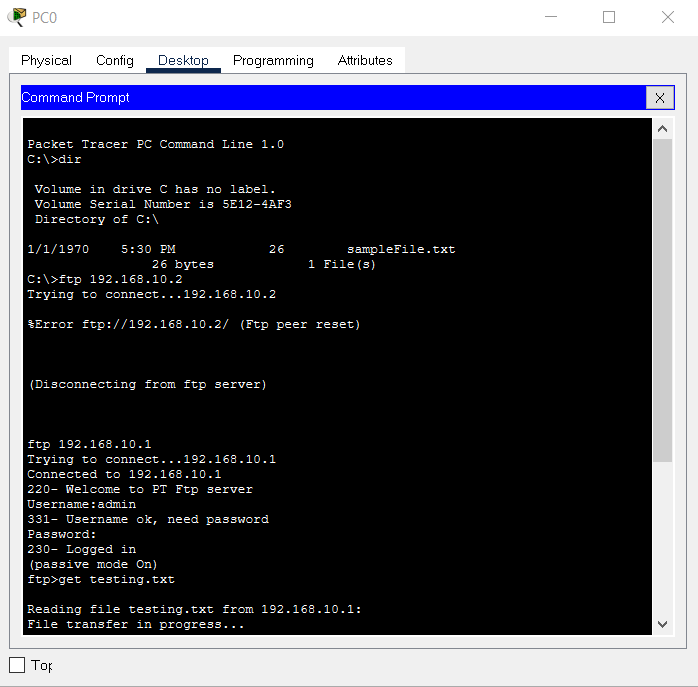 PC0
Physical Config Desktop Programming Attributes
Command Prompt
X
Packet Tracer PC Command Line 1.0
C:\>dir
Volume in drive C has no label.
Volume Serial Number is 5E12-4AF3
Directory of C:\
1/1/1970 5:30 PM 26 sampleFile.txt
26 bytes 1 File(s)
C:\>ftp 192.168.10.2
Trying to connect...192.168.10.2
%Error ftp://192.168.10.2/ (Ftp peer reset)
(Disconnecting from ftp server)
ftp 192.168.10.1
Trying to connect...192.168.10.1
Connected to 192.168.10.1
220- Welcome to PT Ftp server
Username:admin
331- Username ok, need password
Password:
230- Logged in
(passive mode On)
ftp>get testing.txt
Reading file testing.txt from 192.168.10.1:
File transfer in progress...
Top